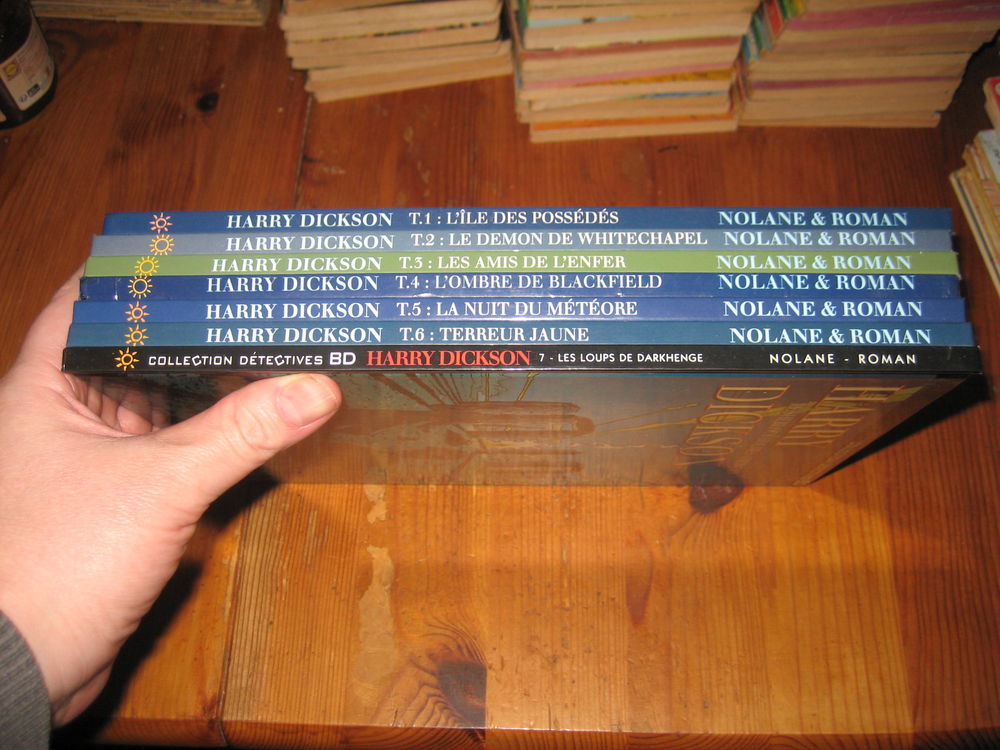 HARRY DICKSON T.1 : L'ÎLE DES POSSÉDÉS NOLANE & ROMAN
HARRY DICKSON T.2 : LE DEMON DE WHITECHAPEL NOLANE & ROMAN
HARRY DICKSON T.3 : LES AMIS DE L'ENFER NOLANE & ROMAN
HARRY DICKSON T.4 : L'OMBRE DE BLACKFIELD NOLANE & ROMAN
HARRY DICKSON T.5 : LA NUIT DU MÉTÉORE NOLANE & ROMAN
HARRY DICKSON T.6 : TERREUR JAUNE NOLANE & ROMAN
COLLECTION DÉTECTIVES BD HARRY DICKSON 7 - LES LOUPS DE DARKHENGE NOLANE - ROMAN
HARRY
DICKSON